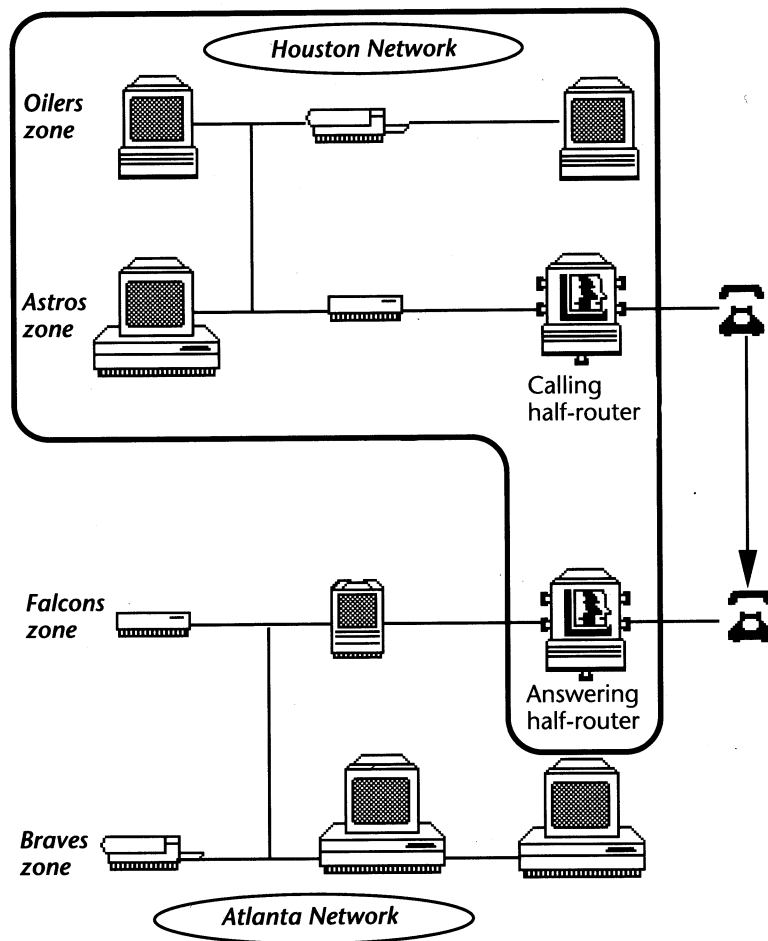 Houston Network
Oilers
zone
Astros
zone
Calling
half-router
Falcons
zone
Answering
half-router
Braves
zone
Atlanta Network